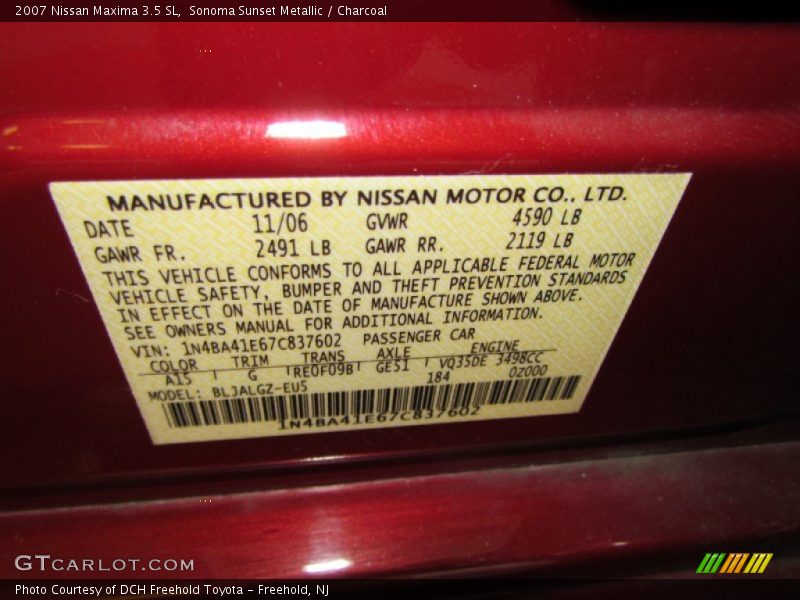 2007 Nissan Maxima 3.5 SL, Sonoma Sunset Metallic / Charcoal
MANUFACTURED BY NISSAN MOTOR CO., LTD.
DATE 11/06 GVWR 4590 LB
GAWR FR. 2491 LB GAWR RR. 2119 LB
THIS VEHICLE CONFORMS TO ALL APPLICABLE FEDERAL MOTOR
VEHICLE SAFETY, BUMPER AND THEFT PREVENTION STANDARDS
IN EFFECT ON THE DATE OF MANUFACTURE SHOWN ABOVE.
SEE OWNERS MANUAL FOR ADDITIONAL INFORMATION.
VIN: 1N4BA41E67C837602 PASSENGER CAR
COLOR TRIM TRANS AXLE ENGINE
A15 G RE0F09B GE51 VQ35DE 3498CC
MODEL: BLJALGZ-EU5 184 0Z000
1N4BA41E67C837602
GTCARLOT.COM
Photo Courtesy of DCH Freehold Toyota - Freehold, NJ